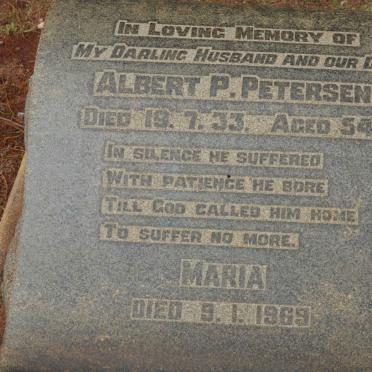 In Loving Memory of
My Darling Husband and our D
Albert P. Petersen
Died 19. 7. 33. Aged 54
In silence he suffered
With patience he bore
Till God called him home
To suffer no more.
Maria
Died 9. 1. 1969